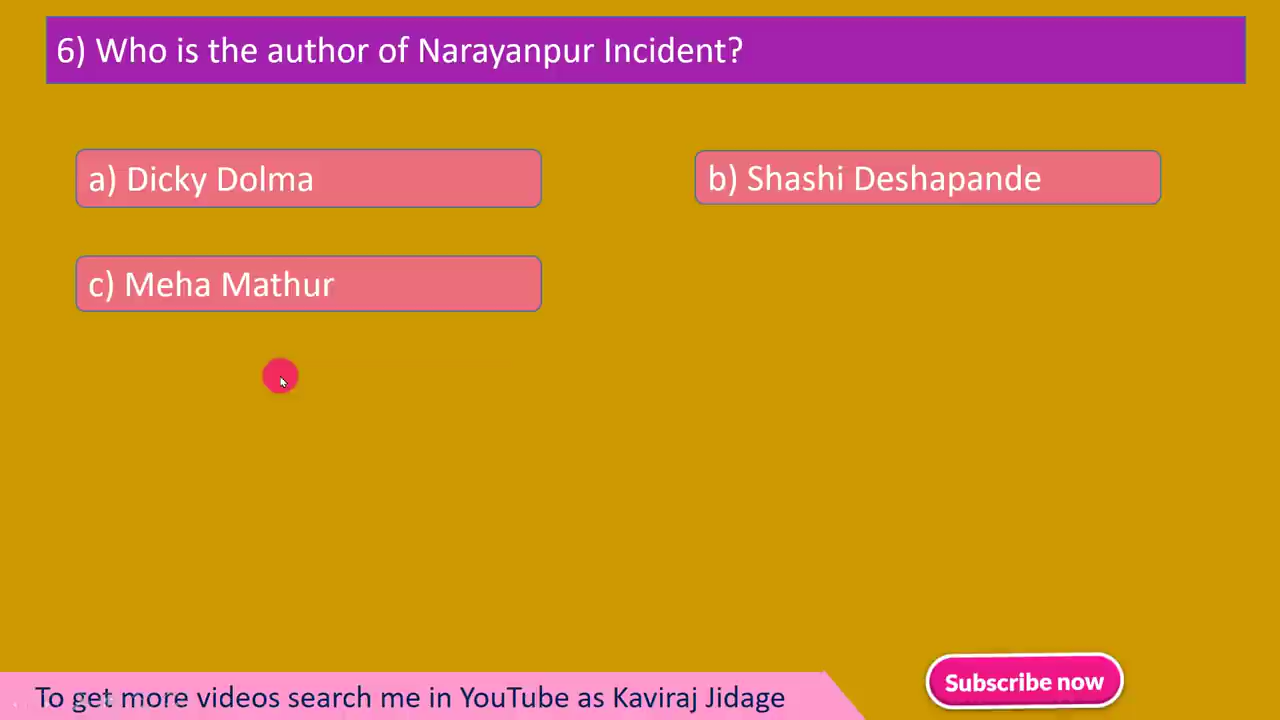 6) Who is the author of Narayanpur Incident?
a) Dicky Dolma
b) Shashi Deshapande
c) Meha Mathur
To get more videos search me in YouTube as Kaviraj Jidage
Subscribe now